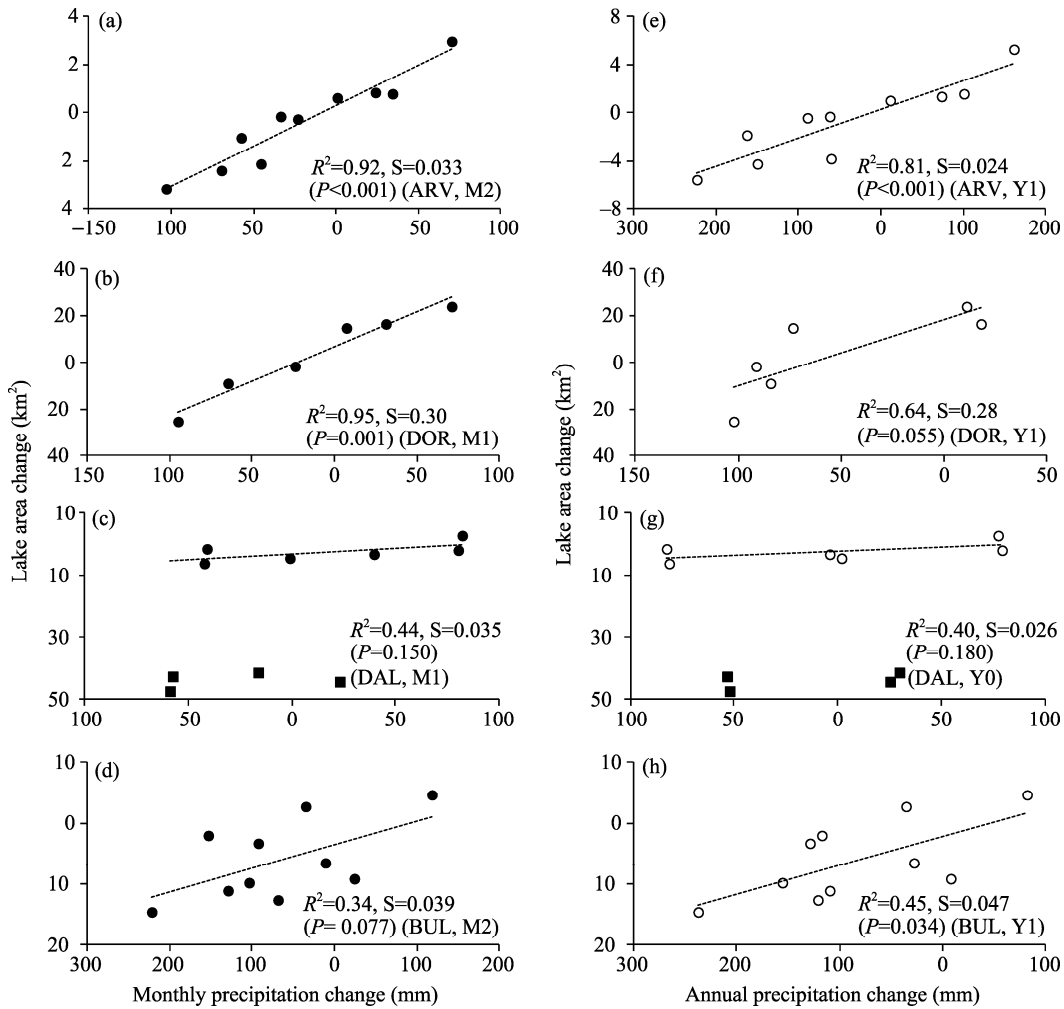 Lake area change (km²)
(a)
4
2
0
2
4
R²=0.92, S=0.033
(P<0.001) (ARV, M2)
−150 100 50 0 50 100
(b)
40
20
0
20
40
R²=0.95, S=0.30
(P=0.001) (DOR, M1)
150 100 50 0 50 100
(c)
10
10
30
50
R²=0.44, S=0.035
(P=0.150)
(DAL, M1)
100 50 0 50 100
(d)
10
0
10
20
R²=0.34, S=0.039
(P= 0.077) (BUL, M2)
300 200 100 0 100 200
Monthly precipitation change (mm)
Lake area change (km²)
(e)
8
4
0
−4
−8
R²=0.81, S=0.024
(P<0.001) (ARV, Y1)
300 200 100 0 100 200
(f)
40
20
0
20
40
R²=0.64, S=0.28
(P=0.055) (DOR, Y1)
150 100 50 0 50
(g)
10
10
30
50
R²=0.40, S=0.026
(P=0.180)
(DAL, Y0)
100 50 0 50 100
(h)
10
0
10
20
R²=0.45, S=0.047
(P=0.034) (BUL, Y1)
300 200 100 0 100
Annual precipitation change (mm)